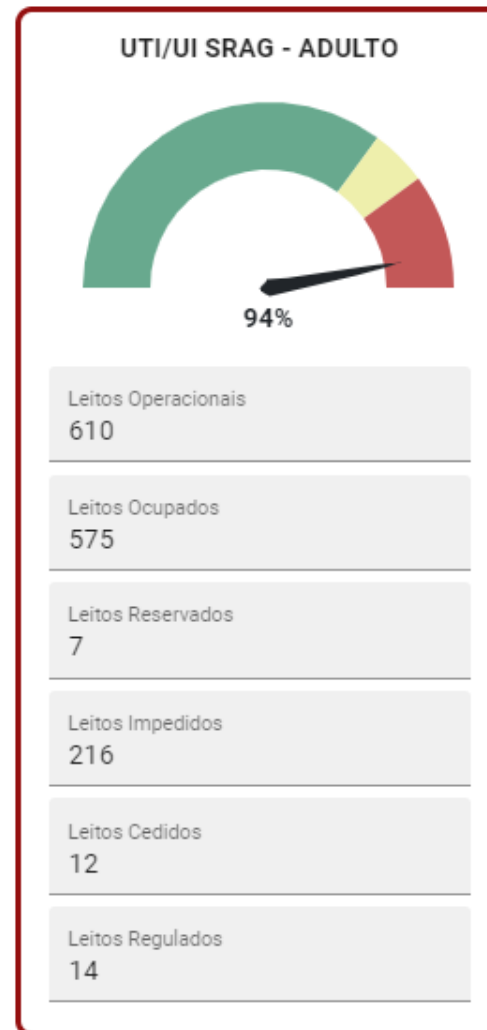 UTI/UI SRAG - ADULTO
94%
Leitos Operacionais
610
Leitos Ocupados
575
Leitos Reservados
7
Leitos Impedidos
216
Leitos Cedidos
12
Leitos Regulados
14